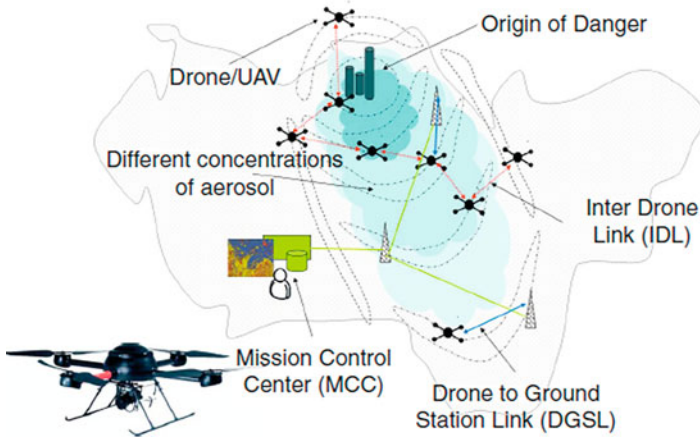 Origin of Danger
Drone/UAV
Different concentrations
of aerosol
Inter Drone
Link (IDL)
Mission Control
Center (MCC)
Drone to Ground
Station Link (DGSL)